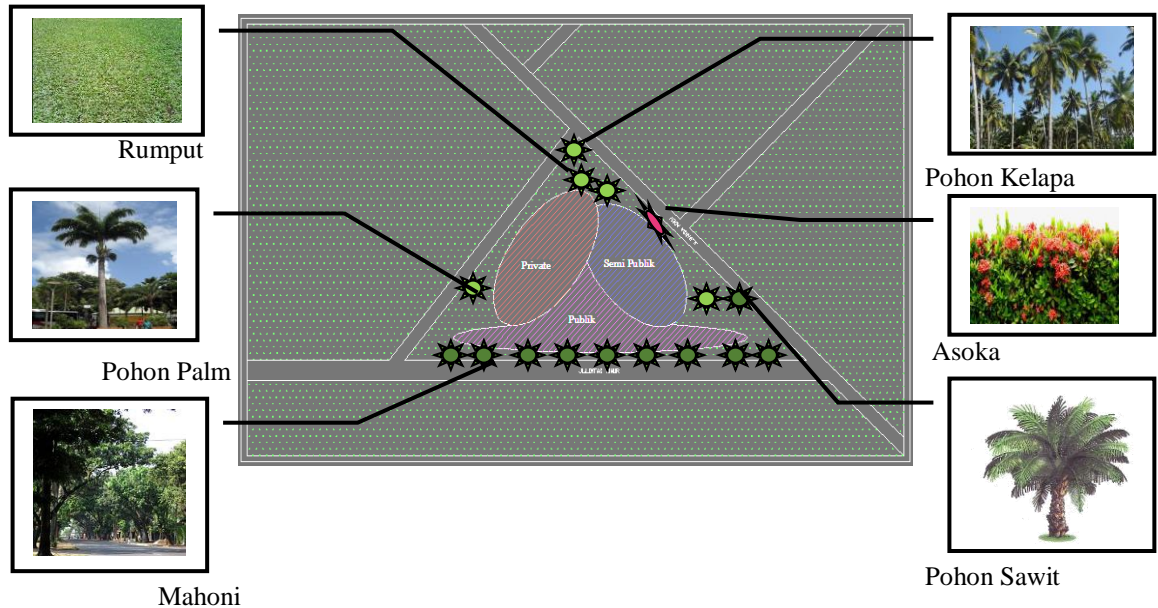 Rumput
Pohon Kelapa
Pohon Palm
Private
Semi Publik
Publik
Asoka
Mahoni
Pohon Sawit